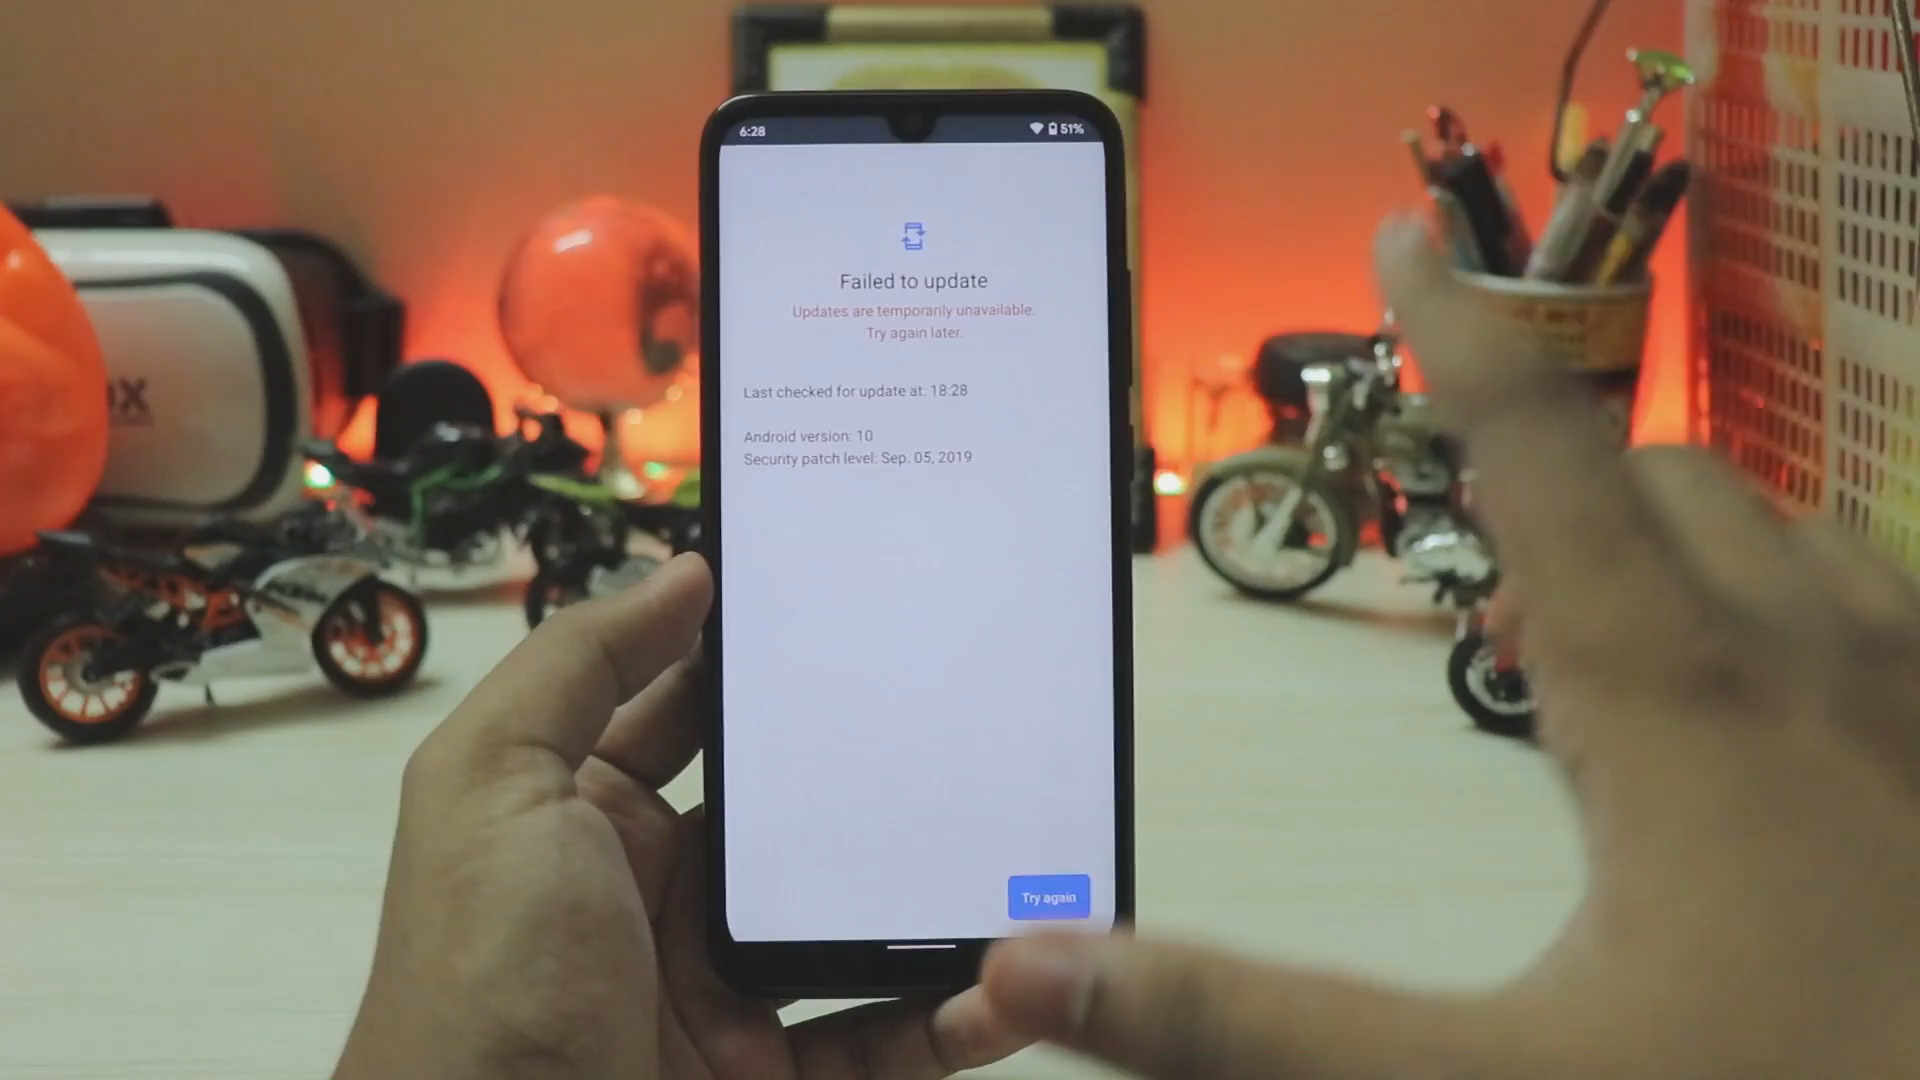 6:28
51%
Failed to update
Updates are temporarily unavailable.
Try again later.
Last checked for update at: 18:28
Android version: 10
Security patch level: Sep. 05, 2019
Try again